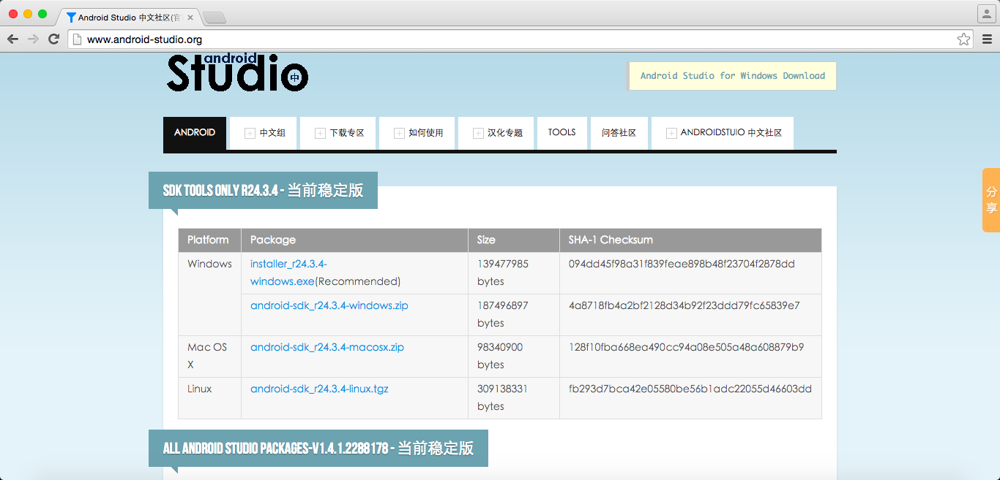 Android Studio 中文社区(官
www.android-studio.org
android
Studio
中
Android Studio for Windows Download
ANDROID
中文组
下载专区
如何使用
汉化专题
TOOLS
问答社区
ANDROIDSTUIO 中文社区
分
享
SDK TOOLS ONLY R24.3.4 - 当前稳定版
Platform Package Size SHA-1 Checksum
Windows installer_r24.3.4- 139477985 094dd45f98a31f839feae898b48f23704f2878dd
windows.exe(Recommended) bytes
android-sdk_r24.3.4-windows.zip 187496897 4a8718fb4a2bf2128d34b92f23ddd79fc65839e7
bytes
Mac OS android-sdk_r24.3.4-macosx.zip 98340900 128f10fba668ea490cc94a08e505a48a608879b9
X bytes
Linux android-sdk_r24.3.4-linux.tgz 309138331 fb293d7bca42e05580be56b1adc22055d46603dd
bytes
ALL ANDROID STUDIO PACKAGES-V1.4.1.2288178 - 当前稳定版